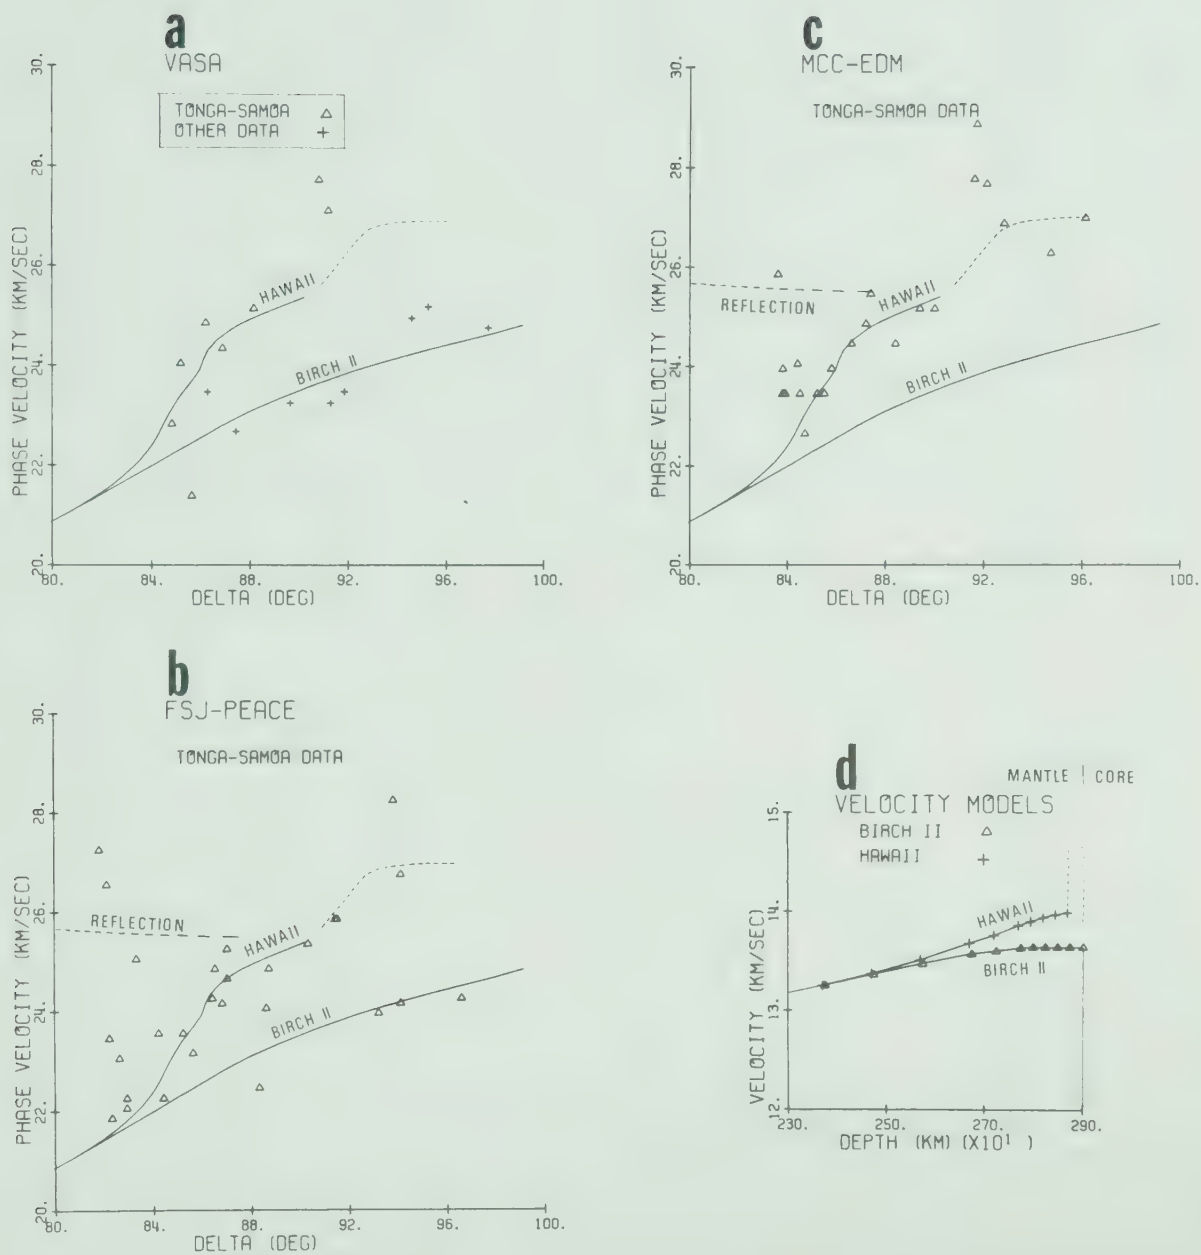 a
VASA
TONGA-SAMOA
OTHER DATA
30.
28.
26.
24.
22.
20.
PHASE VELOCITY (KM/SEC)
HAWAII
BIRCH II
80.
84.
88.
92.
96.
100.
DELTA (DEG)
c
MCC-EDM
TONGA-SAMOA DATA
30.
28.
26.
24.
22.
20.
PHASE VELOCITY (KM/SEC)
REFLECTION
HAWAII
BIRCH II
80.
84.
88.
92.
96.
100.
DELTA (DEG)
b
FSJ-PEACE
TONGA-SAMOA DATA
30.
28.
26.
24.
22.
20.
PHASE VELOCITY (KM/SEC)
REFLECTION
HAWAII
BIRCH II
80.
84.
88.
92.
96.
100.
DELTA (DEG)
d
MANTLE | CORE
VELOCITY MODELS
BIRCH II
HAWAII
15.
14.
13.
12.
VELOCITY (KM/SEC)
HAWAII
BIRCH II
230.
250.
270.
290.
DEPTH (KM) (X10¹ )